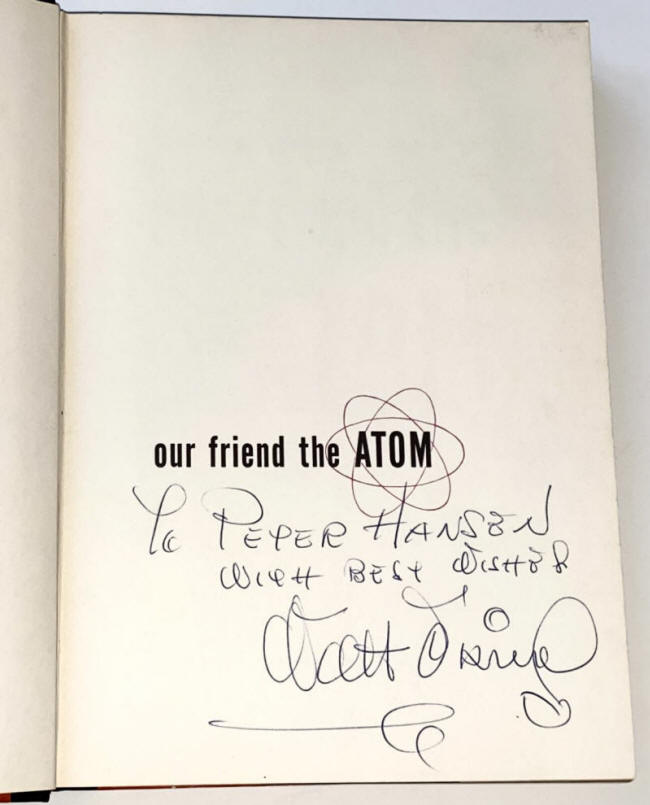 our friend the ATOM
To PETER HANSEN
WITH BEST WISHES
Walt Disney